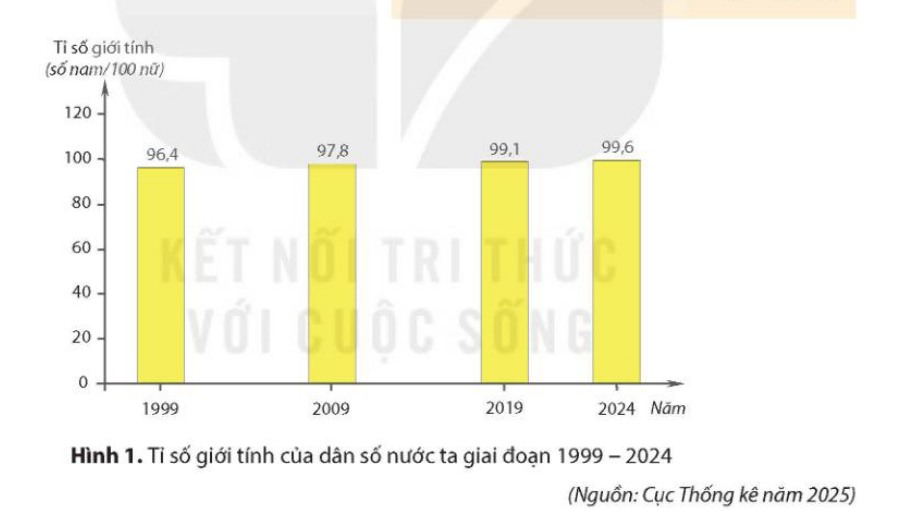 Tỉ số giới tính
(số nam/100 nữ)
120
100
80
60
40
20
0
96,4
97,8
99,1
99,6
KẾT NỐI TRI THỨC
VỚI CUỘC SỐNG
1999
2009
2019
2024
Năm
Hình 1. Tỉ số giới tính của dân số nước ta giai đoạn 1999 – 2024
(Nguồn: Cục Thống kê năm 2025)